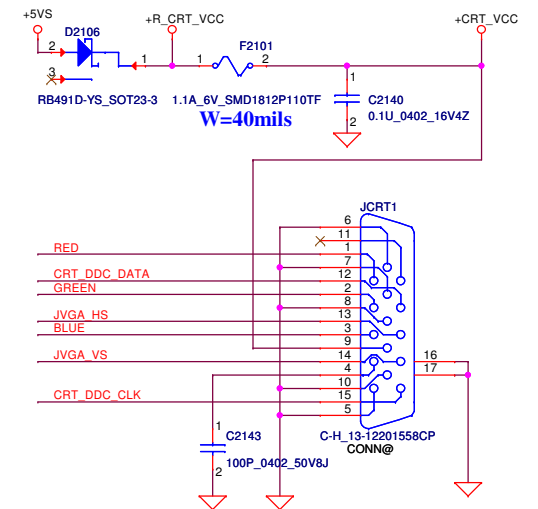 +5VS
+R_CRT_VCC
+CRT_VCC
D2106
F2101
2
1
1
2
3
1
C2140
RB491D-YS_SOT23-3
1.1A_6V_SMD1812P110TF
0.1U_0402_16V4Z
W=40mils
2
JCRT1
6
11
RED
1
7
CRT_DDC_DATA
12
GREEN
2
8
JVGA_HS
13
BLUE
3
9
JVGA_VS
14
16
4
17
10
CRT_DDC_CLK
15
5
1
C2143
C-H_13-12201558CP
CONN@
100P_0402_50V8J
2